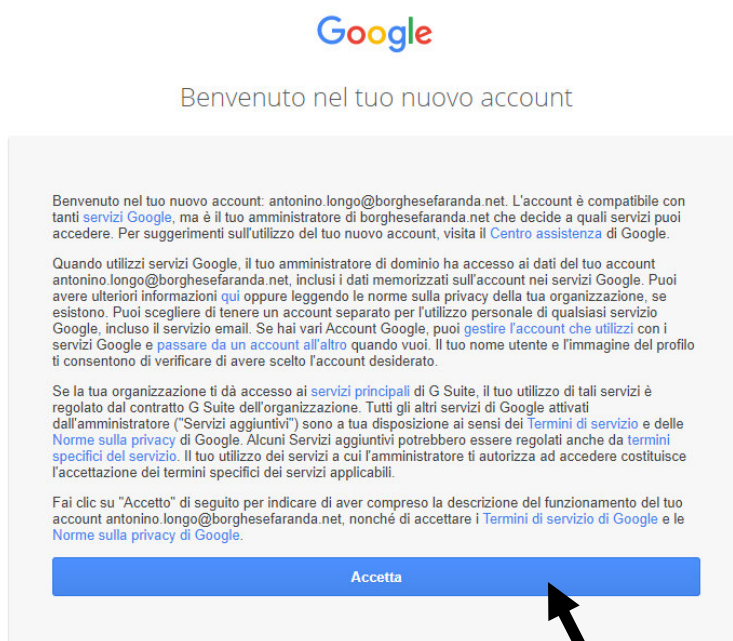 Google
Benvenuto nel tuo nuovo account
Benvenuto nel tuo nuovo account: antonino.longo@borghesefaranda.net. L'account è compatibile con
tanti servizi Google, ma è il tuo amministratore di borghesefaranda.net che decide a quali servizi puoi
accedere. Per suggerimenti sull'utilizzo del tuo nuovo account, visita il Centro assistenza di Google.
Quando utilizzi servizi Google, il tuo amministratore di dominio ha accesso ai dati del tuo account
antonino.longo@borghesefaranda.net, inclusi i dati memorizzati sull'account nei servizi Google. Puoi
avere ulteriori informazioni qui oppure leggendo le norme sulla privacy della tua organizzazione, se
esistono. Puoi scegliere di tenere un account separato per l'utilizzo personale di qualsiasi servizio
Google, incluso il servizio email. Se hai vari Account Google, puoi gestire l'account che utilizzi con i
servizi Google e passare da un account all'altro quando vuoi. Il tuo nome utente e l'immagine del profilo
ti consentono di verificare di avere scelto l'account desiderato.
Se la tua organizzazione ti dà accesso ai servizi principali di G Suite, il tuo utilizzo di tali servizi è
regolato dal contratto G Suite dell'organizzazione. Tutti gli altri servizi di Google attivati
dall'amministratore ("Servizi aggiuntivi") sono a tua disposizione ai sensi dei Termini di servizio e delle
Norme sulla privacy di Google. Alcuni Servizi aggiuntivi potrebbero essere regolati anche da termini
specifici del servizio. Il tuo utilizzo dei servizi a cui l'amministratore ti autorizza ad accedere costituisce
l'accettazione dei termini specifici dei servizi applicabili.
Fai clic su "Accetto" di seguito per indicare di aver compreso la descrizione del funzionamento del tuo
account antonino.longo@borghesefaranda.net, nonché di accettare i Termini di servizio di Google e le
Norme sulla privacy di Google.
Accetta